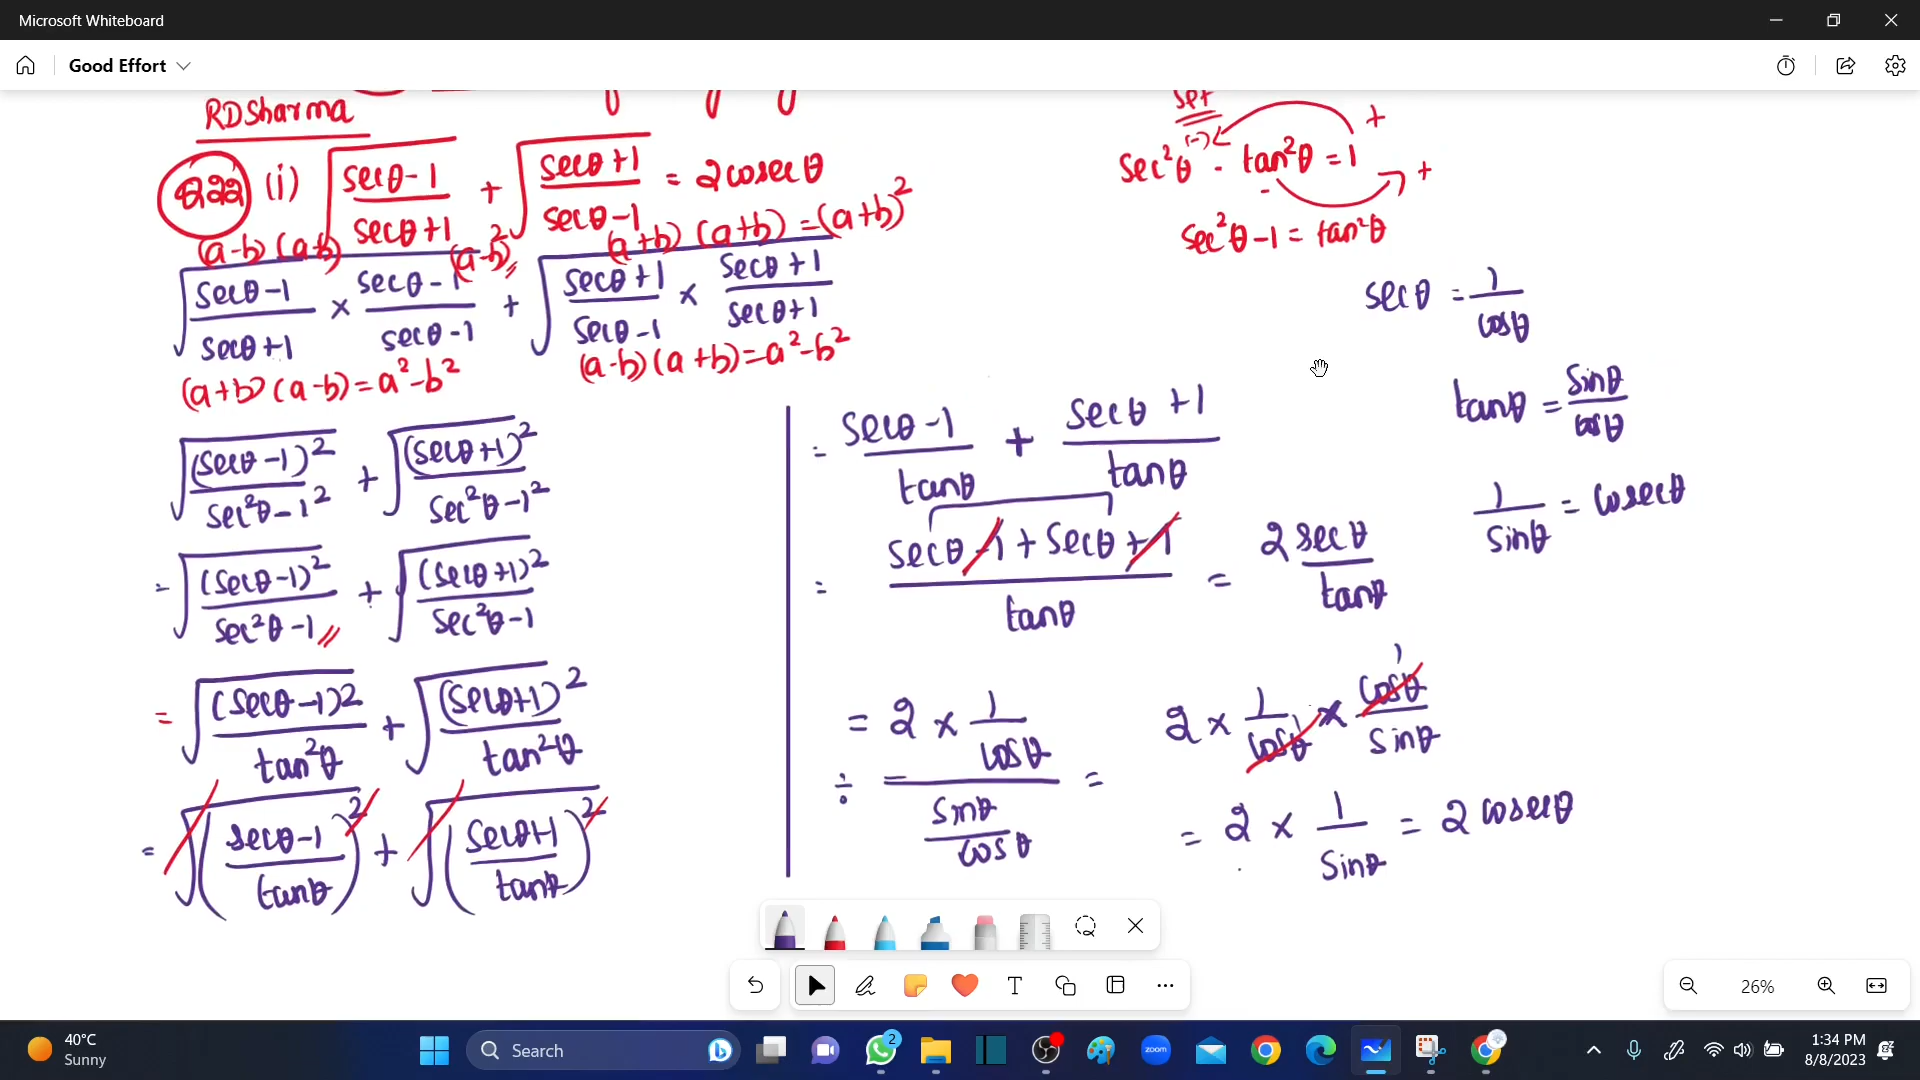 Microsoft Whiteboard
Good Effort
RDSharma
Q22 (i) √(secθ-1)/(secθ+1) + √(secθ+1)/(secθ-1) = 2cosecθ
(a-b) (a-b) (a-b)² (a+b) (a+b) = (a+b)²
√(secθ-1)/(secθ+1) × (secθ-1)/(secθ-1) + √(secθ+1)/(secθ-1) × (secθ+1)/(secθ+1)
(a+b) (a-b) = a²-b² (a-b) (a+b) = a²-b²
√(secθ-1)²/(sec²θ-1²) + √(secθ+1)²/(sec²θ-1²)
= √(secθ-1)²/(sec²θ-1) + √(secθ+1)²/(sec²θ-1)
= √(secθ-1)²/tan²θ + √(secθ+1)²/tan²θ
= √((secθ-1)/tanθ)² + √((secθ+1)/tanθ)²
= (secθ-1)/tanθ + (secθ+1)/tanθ
= (secθ-1+secθ+1)/tanθ = 2secθ/tanθ
= 2 × 1/cosθ
÷ sinθ/cosθ = 2 × 1/cosθ × cosθ/sinθ
= 2 × 1/sinθ = 2cosecθ
+
(-)
sec²θ - tan²θ = 1
+
sec²θ-1 = tan²θ
secθ = 1/cosθ
tanθ = sinθ/cosθ
1/sinθ = cosecθ
26%
40°C
Sunny
Search
2
zoom
1:34 PM
8/8/2023